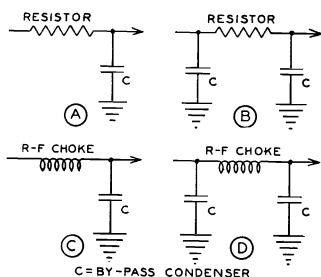 RESISTOR RESISTOR
C C C
A B
R-F CHOKE R-F CHOKE
C C C
C D
C = BY-PASS CONDENSER